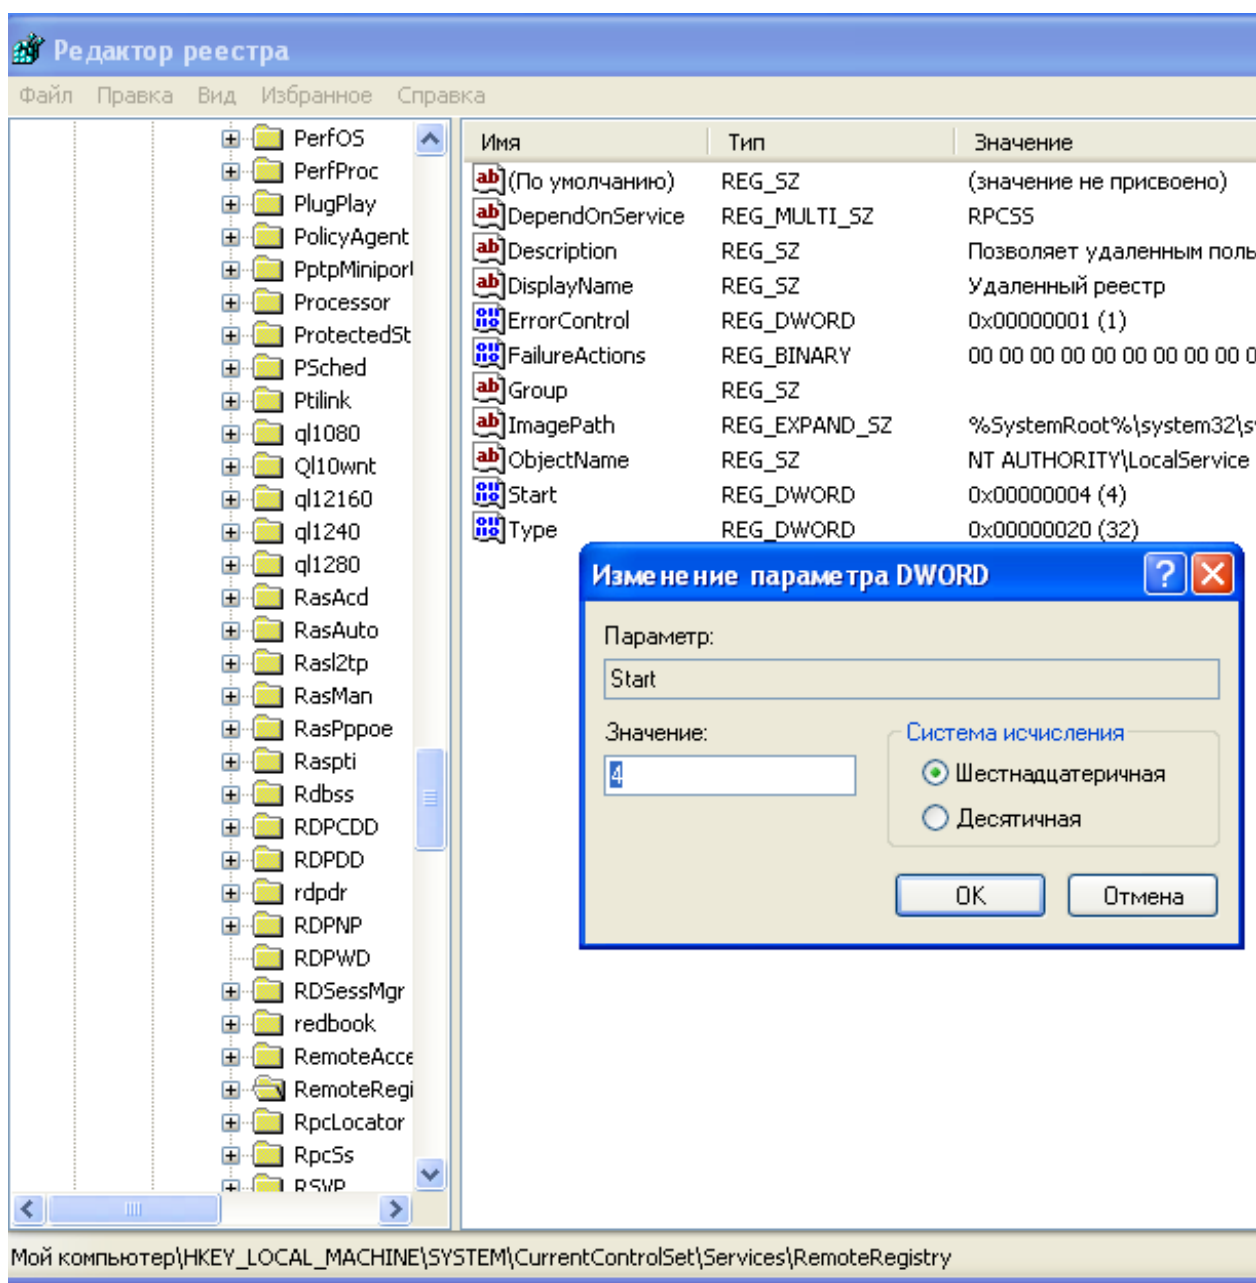 Редактор реестра
Файл Правка Вид Избранное Справка
PerfOS
PerfProc
PlugPlay
PolicyAgent
PptpMiniport
Processor
ProtectedSt
PSched
Ptilink
ql1080
Ql10wnt
ql12160
ql1240
ql1280
RasAcd
RasAuto
Rasl2tp
RasMan
RasPppoe
Raspti
Rdbss
RDPCDD
RDPDD
rdpdr
RDPNP
RDPWD
RDSessMgr
redbook
RemoteAcce
RemoteRegi
RpcLocator
RpcSs
RSVP
Имя Тип Значение
(По умолчанию) REG_SZ (значение не присвоено)
DependOnService REG_MULTI_SZ RPCSS
Description REG_SZ Позволяет удаленным поль
DisplayName REG_SZ Удаленный реестр
ErrorControl REG_DWORD 0x00000001 (1)
FailureActions REG_BINARY 00 00 00 00 00 00 00 00 00 0
Group REG_SZ
ImagePath REG_EXPAND_SZ %SystemRoot%\system32\s
ObjectName REG_SZ NT AUTHORITY\LocalService
Start REG_DWORD 0x00000004 (4)
Type REG_DWORD 0x00000020 (32)
Изменение параметра DWORD
Параметр:
Start
Значение:
4
Система исчисления
Шестнадцатеричная
Десятичная
OK Отмена
Мой компьютер\HKEY_LOCAL_MACHINE\SYSTEM\CurrentControlSet\Services\RemoteRegistry